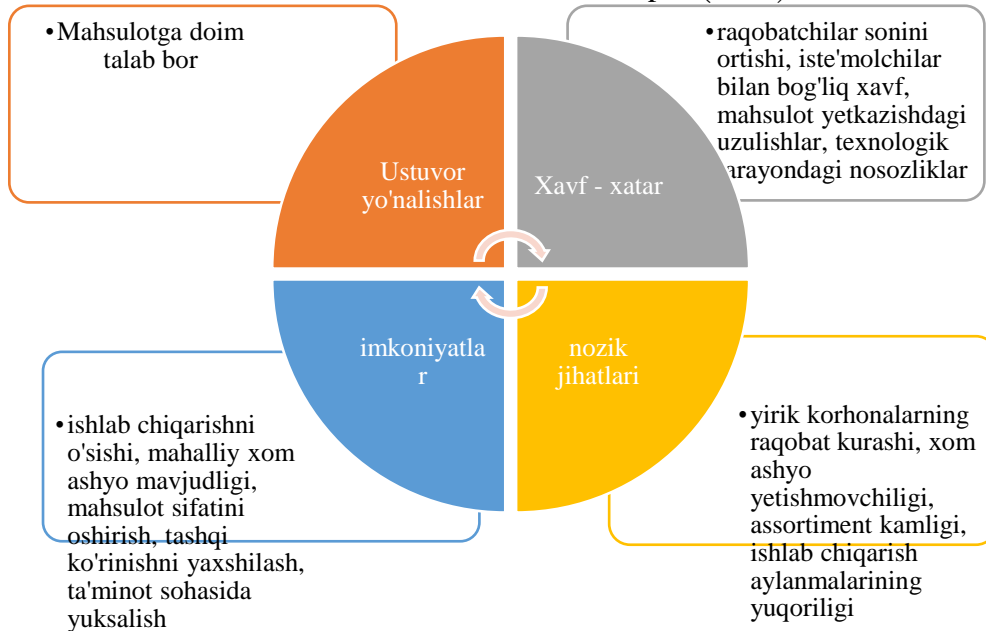 •Mahsulotga doim
talab bor
•raqobatchilar sonini
ortishi, iste'molchilar
bilan bog'liq xavf,
mahsulot yetkazishdagi
uzulishlar, texnologik
arayondagi nosozliklar
Ustuvor
yo'nalishlar
Xavf - xatar
imkoniyatla
r
nozik
jihatlari
•ishlab chiqarishni
o'sishi, mahalliy xom
ashyo mavjudligi,
mahsulot sifatini
oshirish, tashqi
ko'rinishni yaxshilash,
ta'minot sohasida
yuksalish
•yirik korhonalarning
raqobat kurashi, xom
ashyo
yetishmovchiligi,
assortiment kamligi,
ishlab chiqarish
aylanmalarining
yuqoriligi